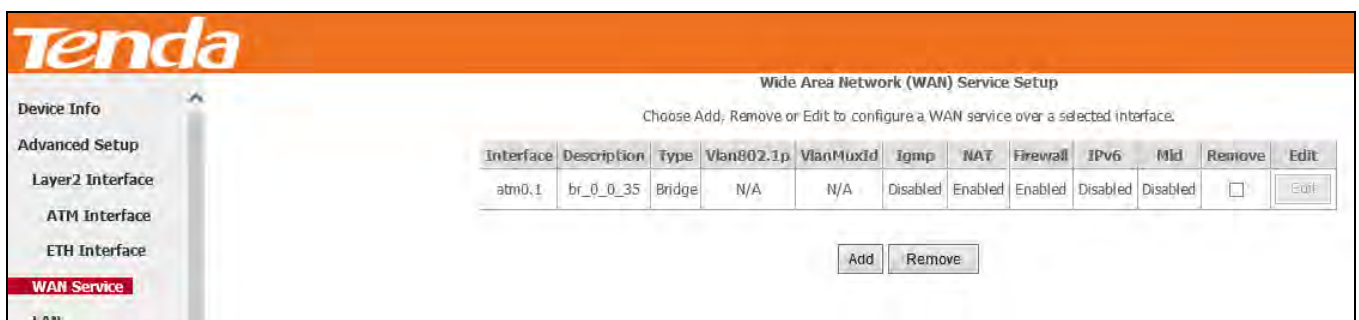 Tenda
Wide Area Network (WAN) Service Setup
Choose Add, Remove or Edit to configure a WAN service over a selected interface.
Device Info
Advanced Setup
Layer2 Interface
ATM Interface
ETH Interface
WAN Service
LAN
Interface Description Type Vlan802.1p VlanMuxId Igmp NAT Firewall IPv6 Mld Remove Edit
atm0.1 br_0_0_35 Bridge N/A N/A Disabled Enabled Enabled Disabled Disabled Edit
Add Remove